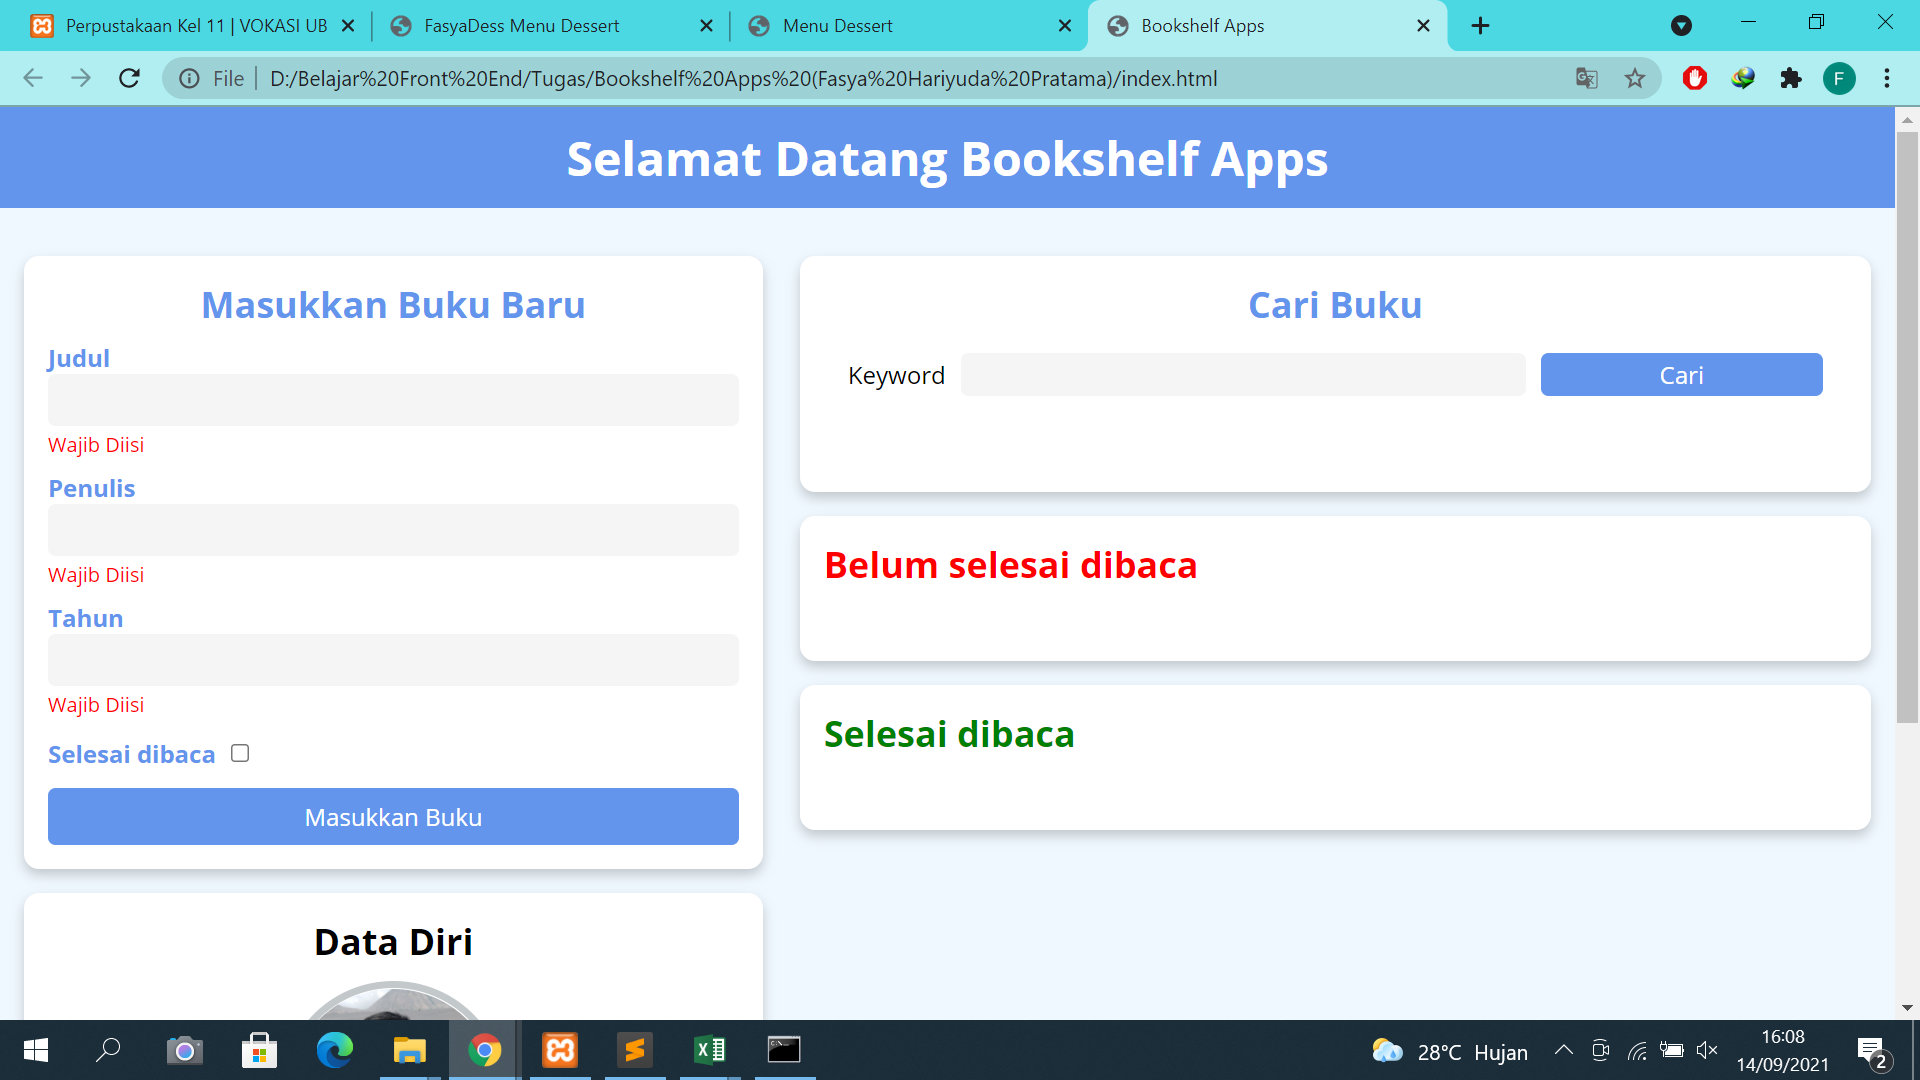 Perpustakaan Kel 11 | VOKASI UB
FasyaDess Menu Dessert
Menu Dessert
Bookshelf Apps
File
D:/Belajar%20Front%20End/Tugas/Bookshelf%20Apps%20(Fasya%20Hariyuda%20Pratama)/index.html
F
Selamat Datang Bookshelf Apps
Masukkan Buku Baru
Judul
Wajib Diisi
Penulis
Wajib Diisi
Tahun
Wajib Diisi
Selesai dibaca
Masukkan Buku
Data Diri
Cari Buku
Keyword
Cari
Belum selesai dibaca
Selesai dibaca
28°C Hujan
16:08
14/09/2021
2